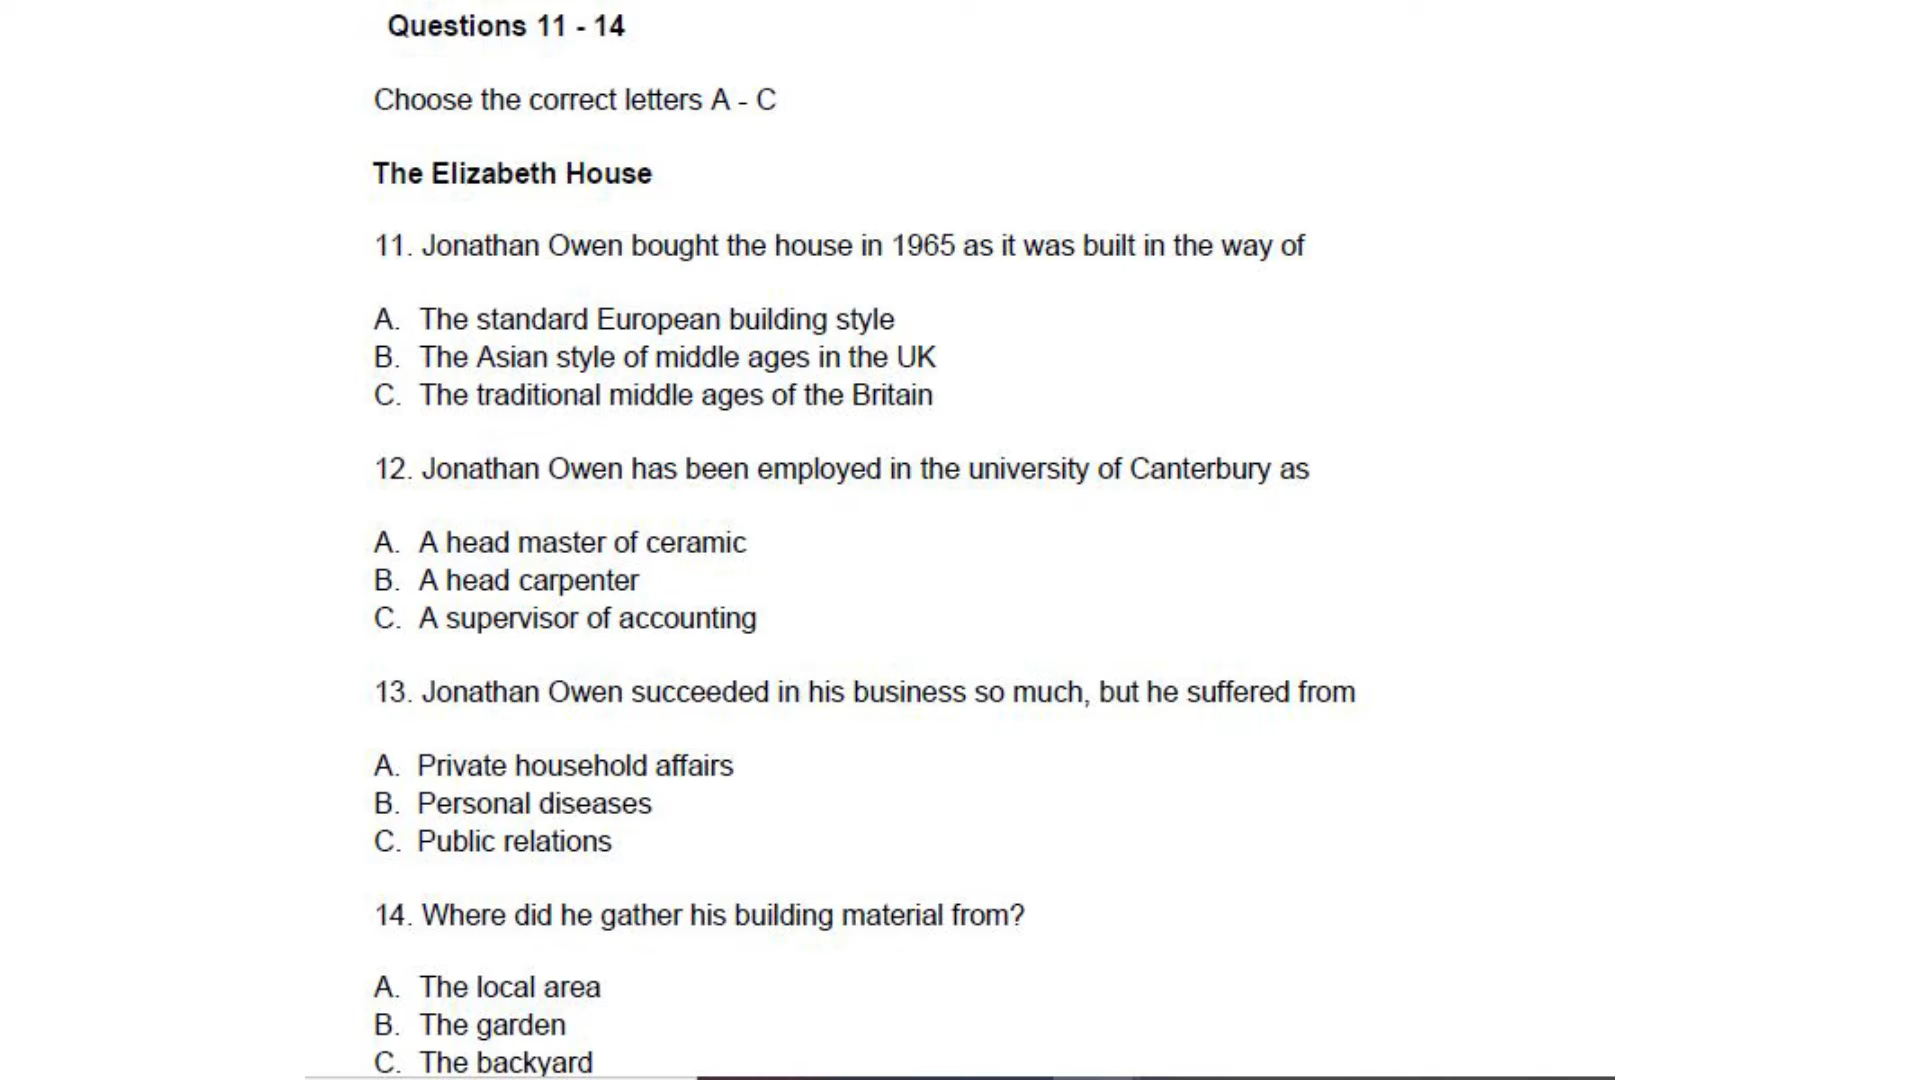 Questions 11 - 14
Choose the correct letters A - C
The Elizabeth House
11. Jonathan Owen bought the house in 1965 as it was built in the way of
A. The standard European building style
B. The Asian style of middle ages in the UK
C. The traditional middle ages of the Britain
12. Jonathan Owen has been employed in the university of Canterbury as
A. A head master of ceramic
B. A head carpenter
C. A supervisor of accounting
13. Jonathan Owen succeeded in his business so much, but he suffered from
A. Private household affairs
B. Personal diseases
C. Public relations
14. Where did he gather his building material from?
A. The local area
B. The garden
C. The backyard